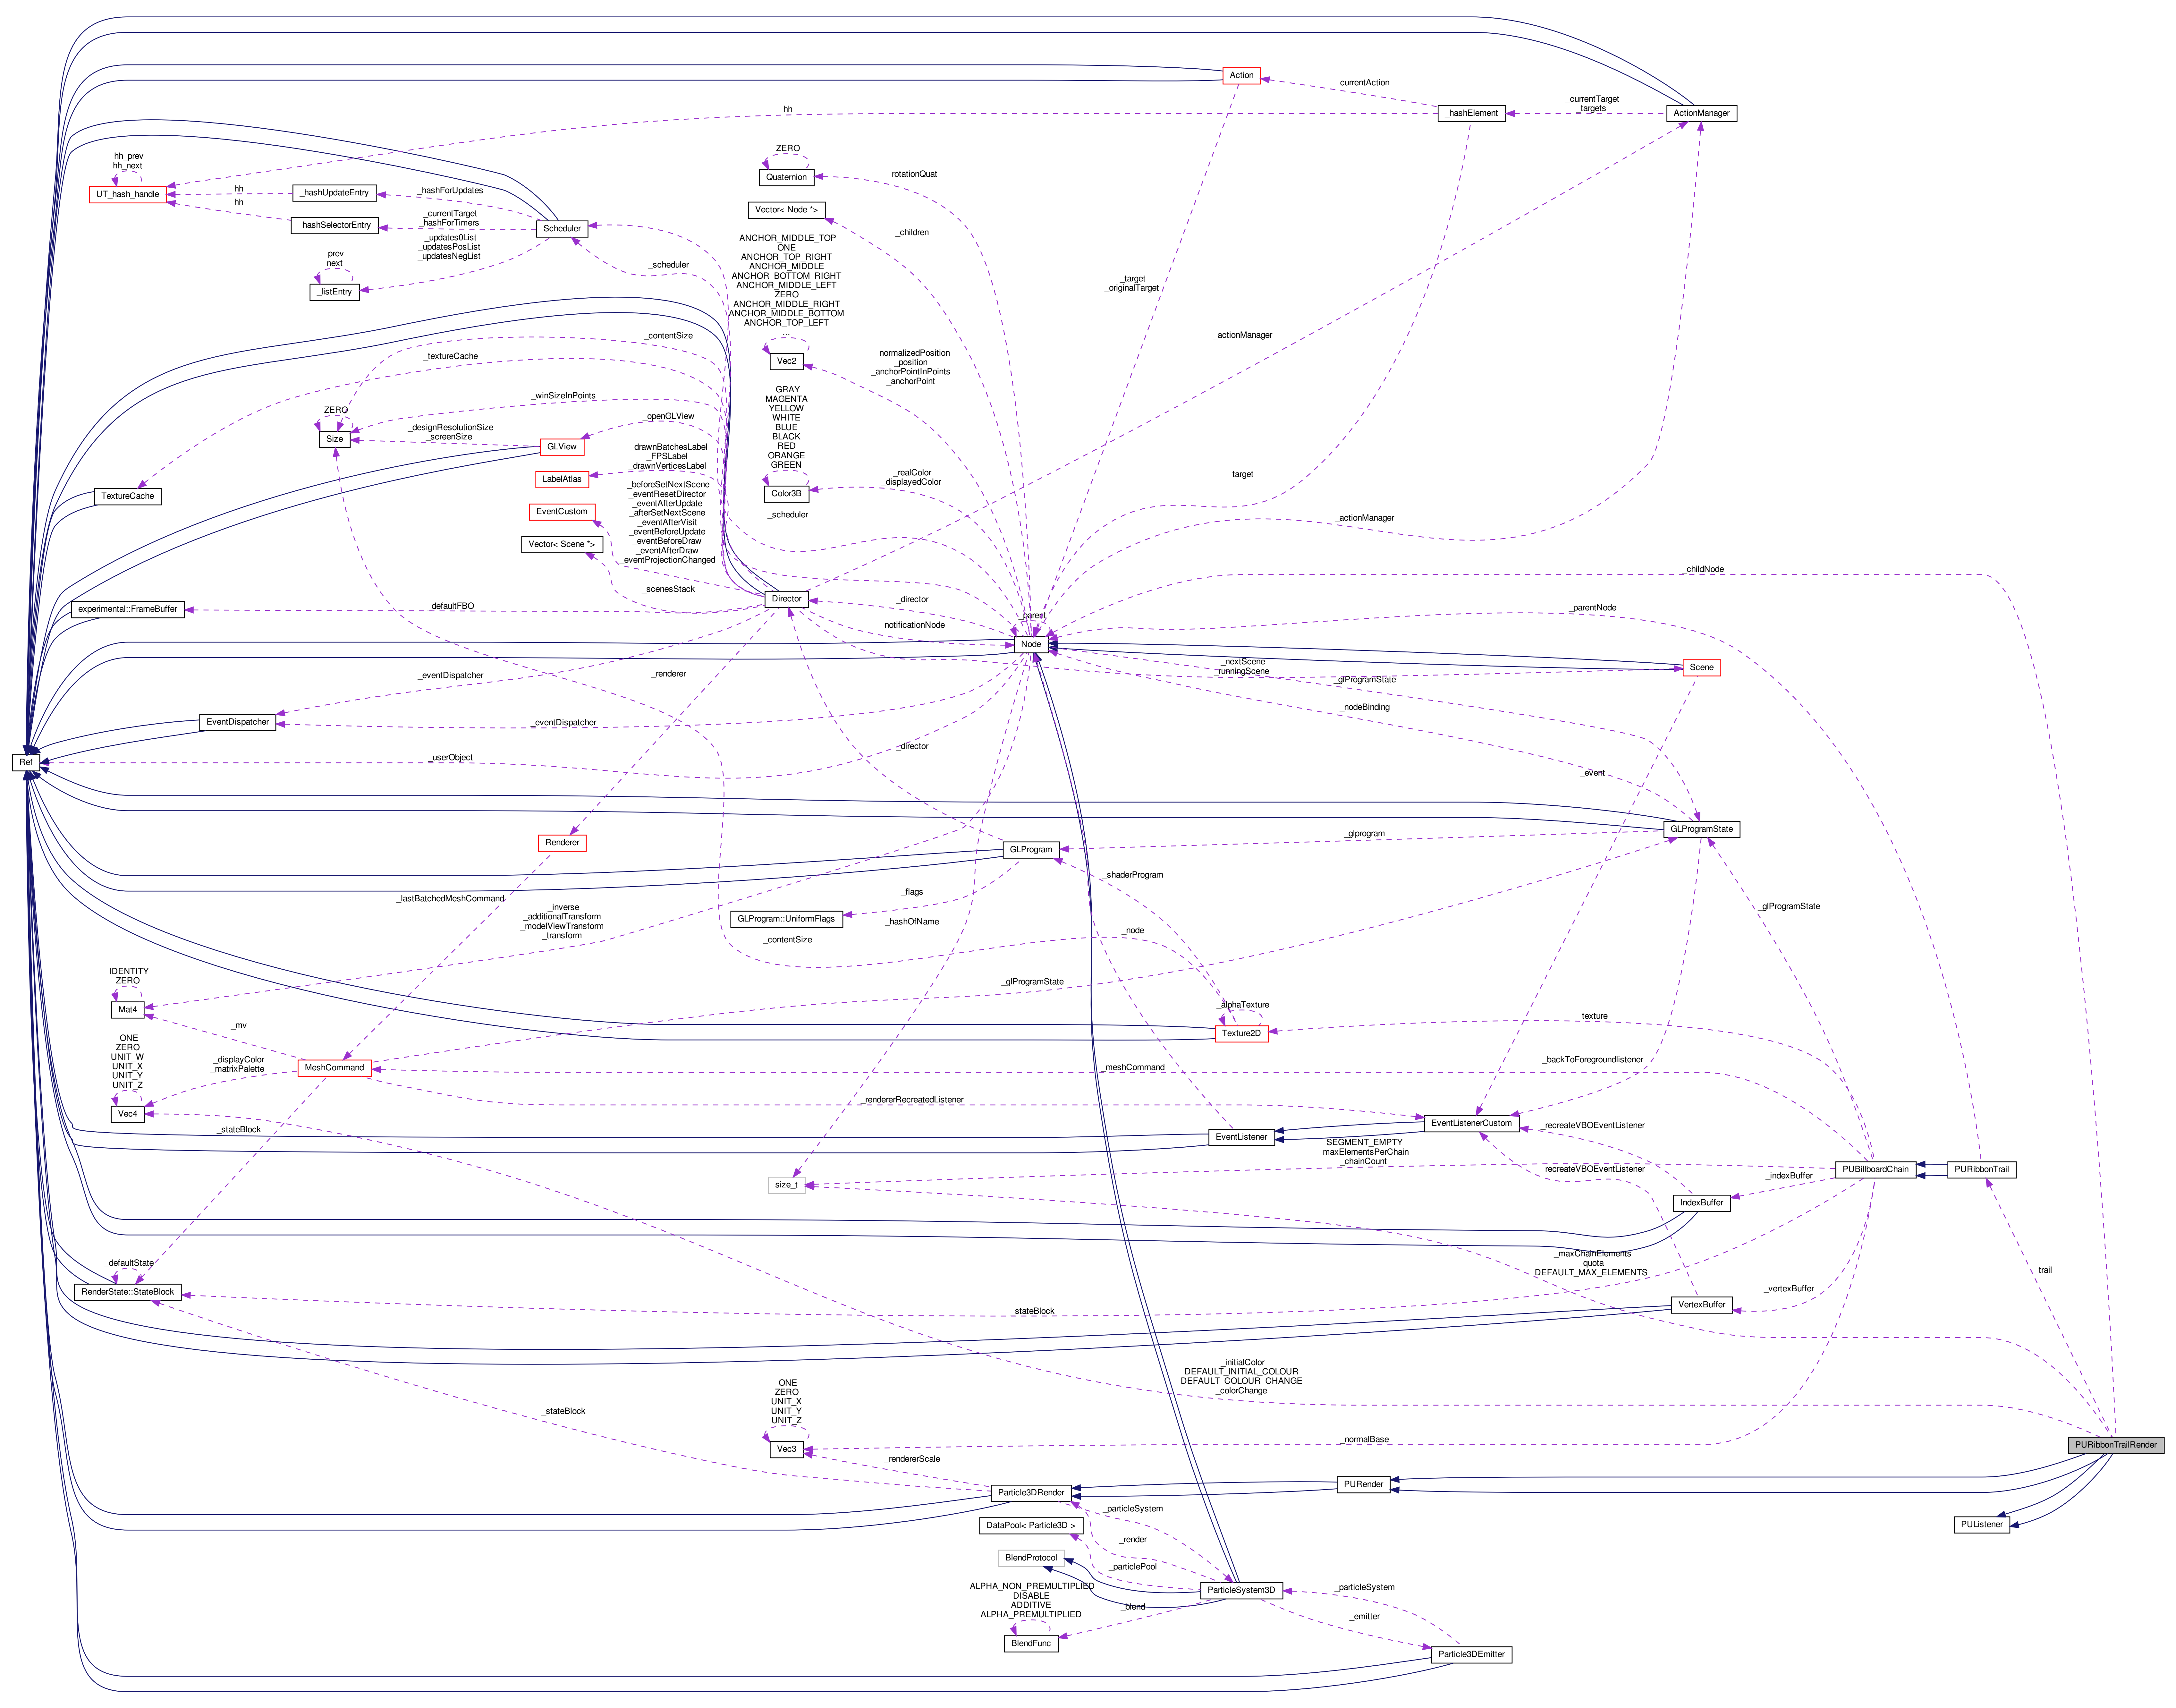 Action
currentAction
_hashElement
_currentTarget
_targets
ActionManager
hh
hh_prev
hh_next
UT_hash_handle
hh
_hashUpdateEntry
_hashForUpdates
hh
_hashSelectorEntry
_currentTarget
_hashForTimers
Scheduler
_updates0List
_updatesPosList
_updatesNegList
prev
next
_listEntry
ZERO
Quaternion
_rotationQuat
Vector< Node *>
_children
ANCHOR_MIDDLE_TOP
ONE
ANCHOR_TOP_RIGHT
ANCHOR_MIDDLE
ANCHOR_BOTTOM_RIGHT
ANCHOR_MIDDLE_LEFT
ZERO
ANCHOR_MIDDLE_RIGHT
ANCHOR_MIDDLE_BOTTOM
ANCHOR_TOP_LEFT
...
Vec2
_scheduler
_target
_originalTarget
_actionManager
_contentSize
_textureCache
_normalizedPosition
_position
_anchorPointInPoints
_anchorPoint
GRAY
MAGENTA
YELLOW
WHITE
BLUE
BLACK
RED
ORANGE
GREEN
Color3B
_realColor
_displayedColor
_winSizeInPoints
ZERO
Size
_openGLView
_designResolutionSize
_screenSize
GLView
_drawnBatchesLabel
_FPSLabel
_drawnVerticesLabel
LabelAtlas
target
TextureCache
_beforeSetNextScene
_eventResetDirector
_eventAfterUpdate
_afterSetNextScene
_eventAfterVisit
_eventBeforeUpdate
_eventBeforeDraw
_eventAfterDraw
_eventProjectionChanged
EventCustom
_scheduler
_actionManager
Vector< Scene *>
_scenesStack
_childNode
experimental::FrameBuffer
_defaultFBO
Director
_director
_parentNode
_parent
_notificationNode
Node
_nextScene
_runningScene
Scene
_glProgramState
_eventDispatcher
_renderer
EventDispatcher
_eventDispatcher
_nodeBinding
Ref
_userObject
_director
_event
GLProgramState
_glprogram
Renderer
GLProgram
_shaderProgram
_flags
GLProgram::UniformFlags
_lastBatchedMeshCommand
_inverse
_additionalTransform
_modelViewTransform
_transform
_hashOfName
_contentSize
_node
_glProgramState
_glProgramState
IDENTITY
ZERO
Mat4
_alphaTexture
Texture2D
_texture
_mv
ONE
ZERO
UNIT_W
UNIT_X
UNIT_Y
UNIT_Z
Vec4
_displayColor
_matrixPalette
MeshCommand
_meshCommand
_backToForegroundlistener
_rendererRecreatedListener
_stateBlock
EventListener
EventListenerCustom
_recreateVBOEventListener
SEGMENT_EMPTY
_maxElementsPerChain
_chainCount
size_t
_recreateVBOEventListener
PUBillboardChain
PURibbonTrail
_indexBuffer
IndexBuffer
_maxChainElements
_quota
DEFAULT_MAX_ELEMENTS
_trail
_defaultState
RenderState::StateBlock
_stateBlock
VertexBuffer
_vertexBuffer
_initialColor
DEFAULT_INITIAL_COLOUR
DEFAULT_COLOUR_CHANGE
_colorChange
ONE
ZERO
UNIT_X
UNIT_Y
UNIT_Z
Vec3
_stateBlock
_normalBase
PURibbonTrailRender
_rendererScale
Particle3DRender
PURender
_particleSystem
DataPool< Particle3D >
_render
PUListener
BlendProtocol
_particlePool
ALPHA_NON_PREMULTIPLIED
DISABLE
ADDITIVE
ALPHA_PREMULTIPLIED
BlendFunc
_blend
ParticleSystem3D
_particleSystem
_emitter
Particle3DEmitter